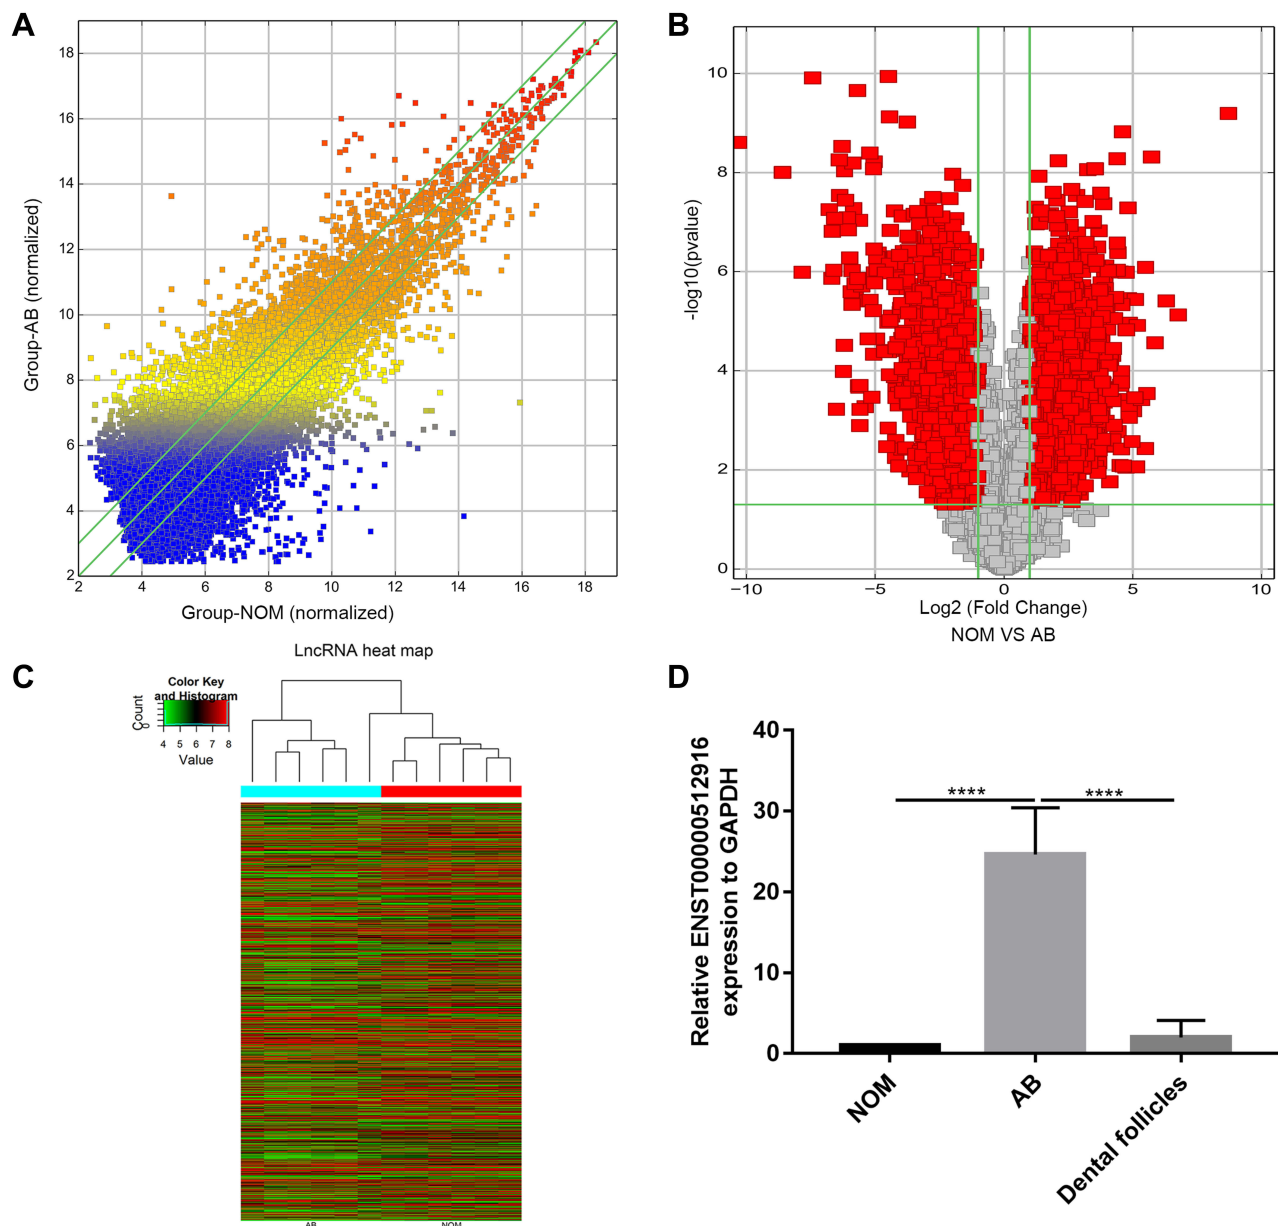 A
18
16
14
12
10
8
6
4
2
2
4
6
8
10
12
14
16
18
Group-AB (normalized)
Group-NOM (normalized)
B
10
8
6
4
2
0
−10
−5
0
5
10
-log10(pvalue)
Log2 (Fold Change)
NOM VS AB
C
LncRNA heat map
Color Key
and Histogram
Count
0
4 5 6 7 8
Value
AB NOM
D
40
30
20
10
0
Relative ENST00000512916
expression to GAPDH
**** ****
NOM
AB
Dental follicles